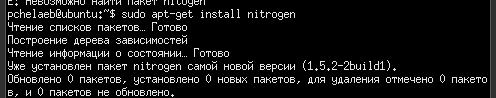 E: Невозможно найти пакет nitogen
pchelaeb@ubuntu:~$ sudo apt-get install nitrogen
Чтение списков пакетов… Готово
Построение дерева зависимостей
Чтение информации о состоянии… Готово
Уже установлен пакет nitrogen самой новой версии (1.5.2-2build1).
Обновлено 0 пакетов, установлено 0 новых пакетов, для удаления отмечено 0 пакето
в, и 0 пакетов не обновлено.